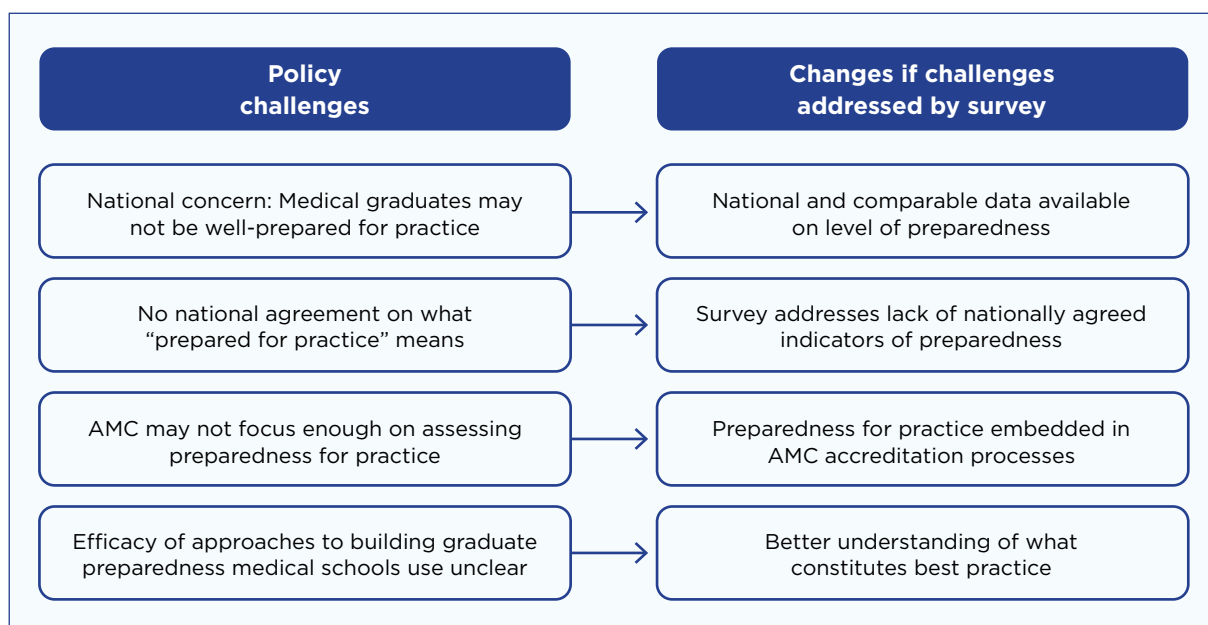 Policy
challenges
Changes if challenges
addressed by survey
National concern: Medical graduates may
not be well-prepared for practice
National and comparable data available
on level of preparedness
No national agreement on what
“prepared for practice” means
Survey addresses lack of nationally agreed
indicators of preparedness
AMC may not focus enough on assessing
preparedness for practice
Preparedness for practice embedded in
AMC accreditation processes
Efficacy of approaches to building graduate
preparedness medical schools use unclear
Better understanding of what
constitutes best practice